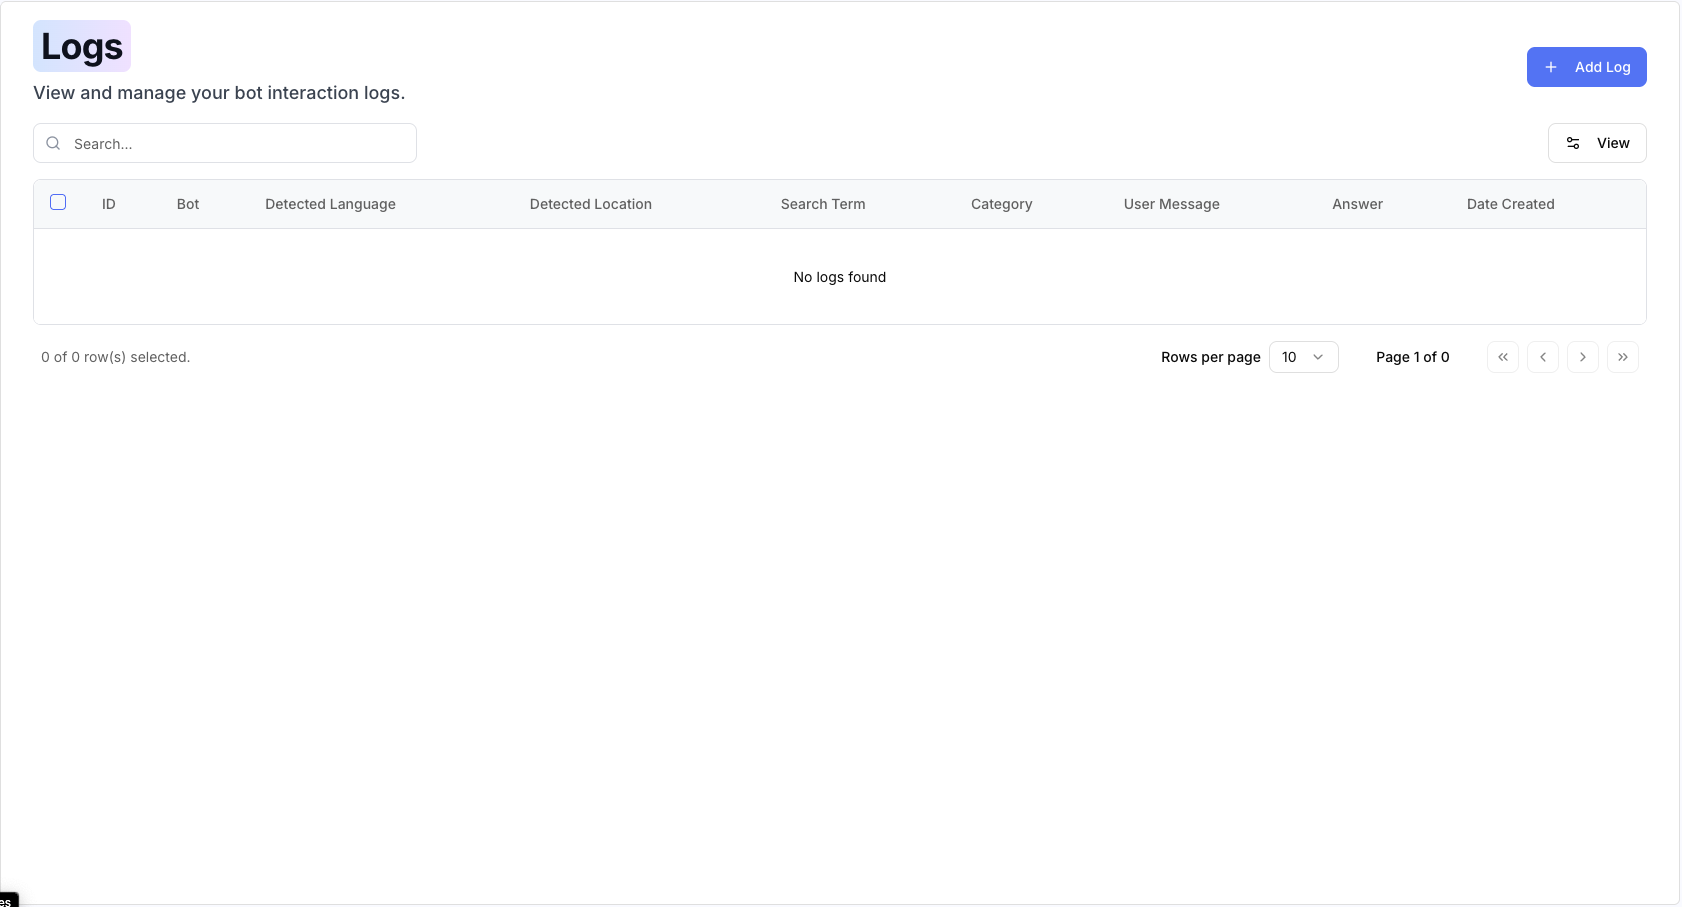 Logs
View and manage your bot interaction logs.
Add Log
Search...
View
ID Bot Detected Language Detected Location Search Term Category User Message Answer Date Created
No logs found
0 of 0 row(s) selected.
Rows per page 10 Page 1 of 0